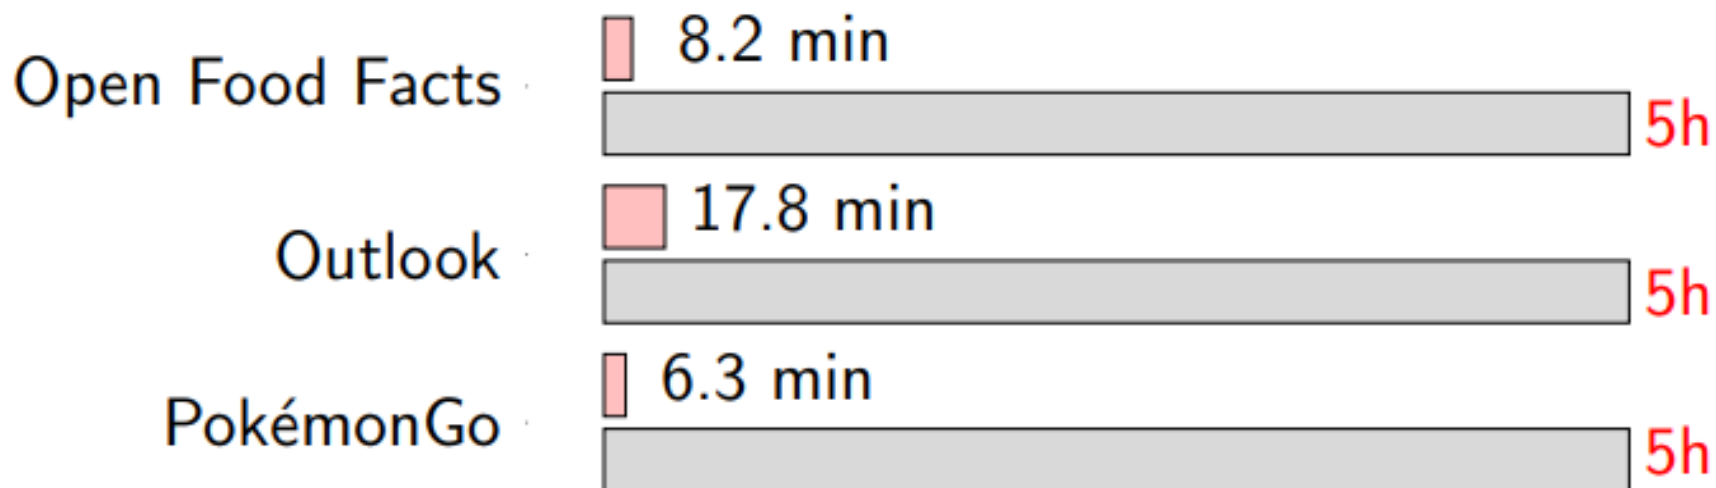 8.2 min
Open Food Facts
5h
17.8 min
Outlook
5h
6.3 min
PokémonGo
5h